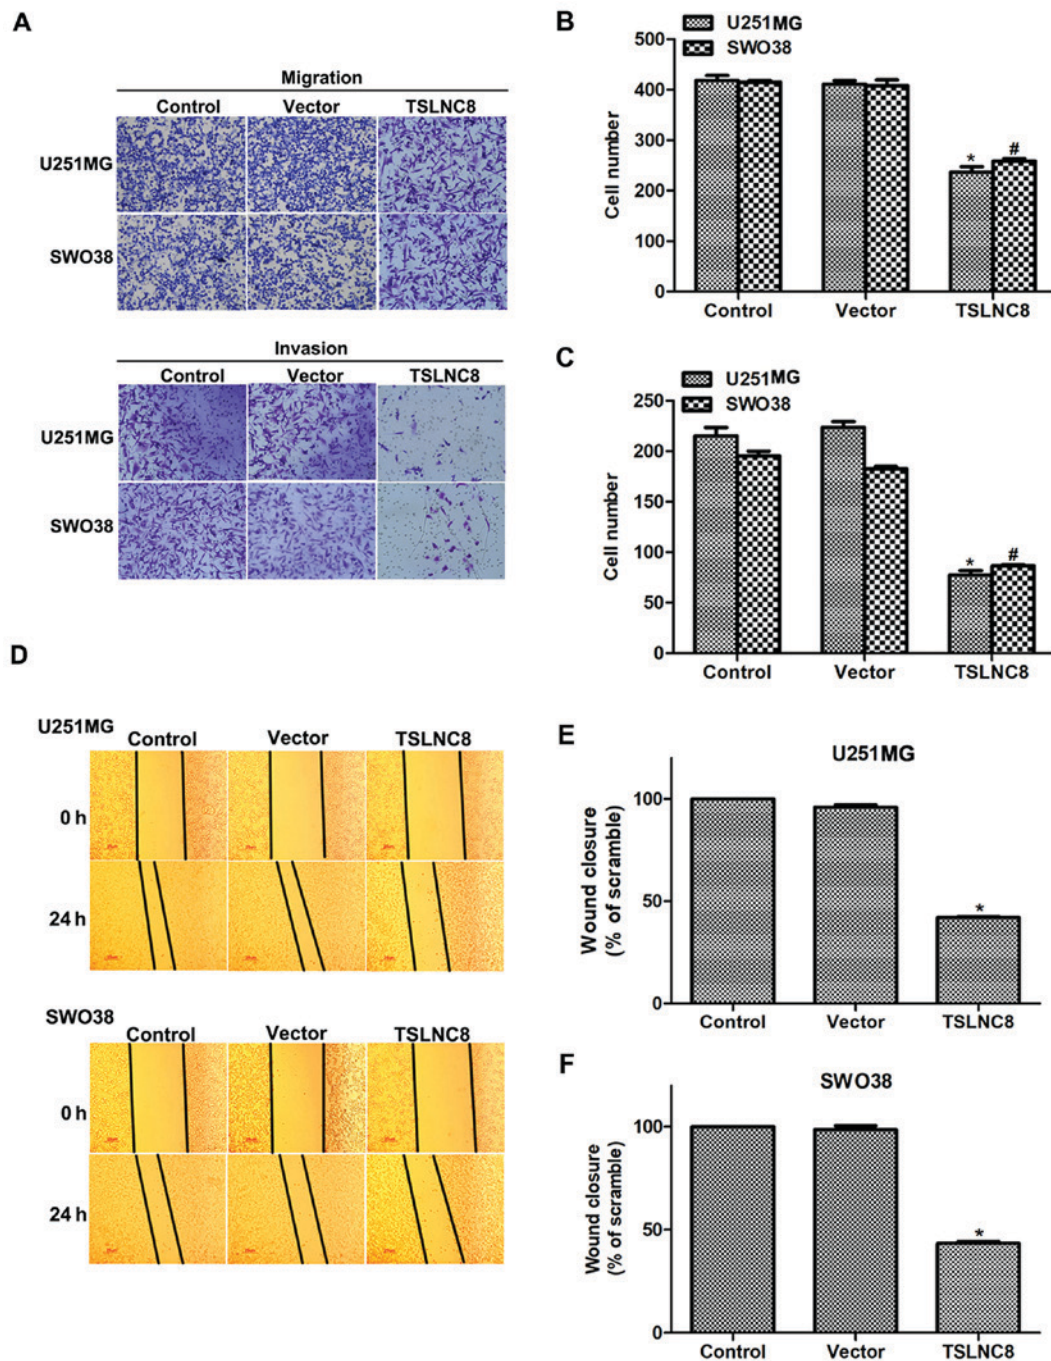 A
Migration
Control Vector TSLNC8
U251MG
SWO38
Invasion
Control Vector TSLNC8
U251MG
SWO38
B
U251MG
SWO38
Cell number
500
400
300
200
100
0
* #
Control Vector TSLNC8
C
U251MG
SWO38
Cell number
250
200
150
100
50
0
* #
Control Vector TSLNC8
D
U251MG
Control Vector TSLNC8
0 h
24 h
SWO38
Control Vector TSLNC8
0 h
24 h
E
U251MG
Wound closure
(% of scramble)
100
50
0
*
Control Vector TSLNC8
F
SWO38
Wound closure
(% of scramble)
100
50
0
*
Control Vector TSLNC8